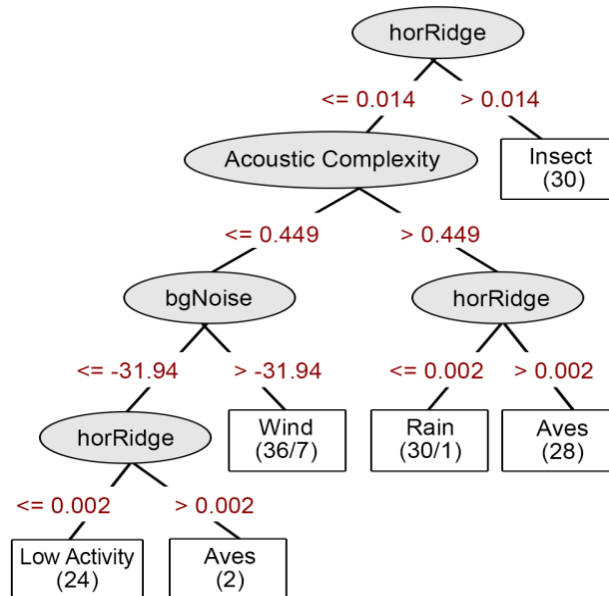 horRidge
<= 0.014 > 0.014
Acoustic Complexity
Insect
(30)
<= 0.449 > 0.449
bgNoise
horRidge
<= -31.94 > -31.94
<= 0.002 > 0.002
horRidge
Wind
(36/7)
Rain
(30/1)
Aves
(28)
<= 0.002 > 0.002
Low Activity
(24)
Aves
(2)